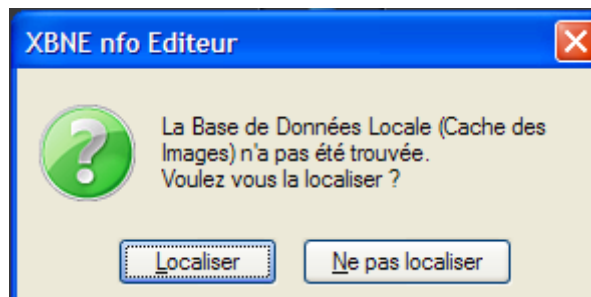 XBNE nfo Editeur
La Base de Données Locale (Cache des
Images) n'a pas été trouvée.
Voulez vous la localiser ?
Localiser
Ne pas localiser